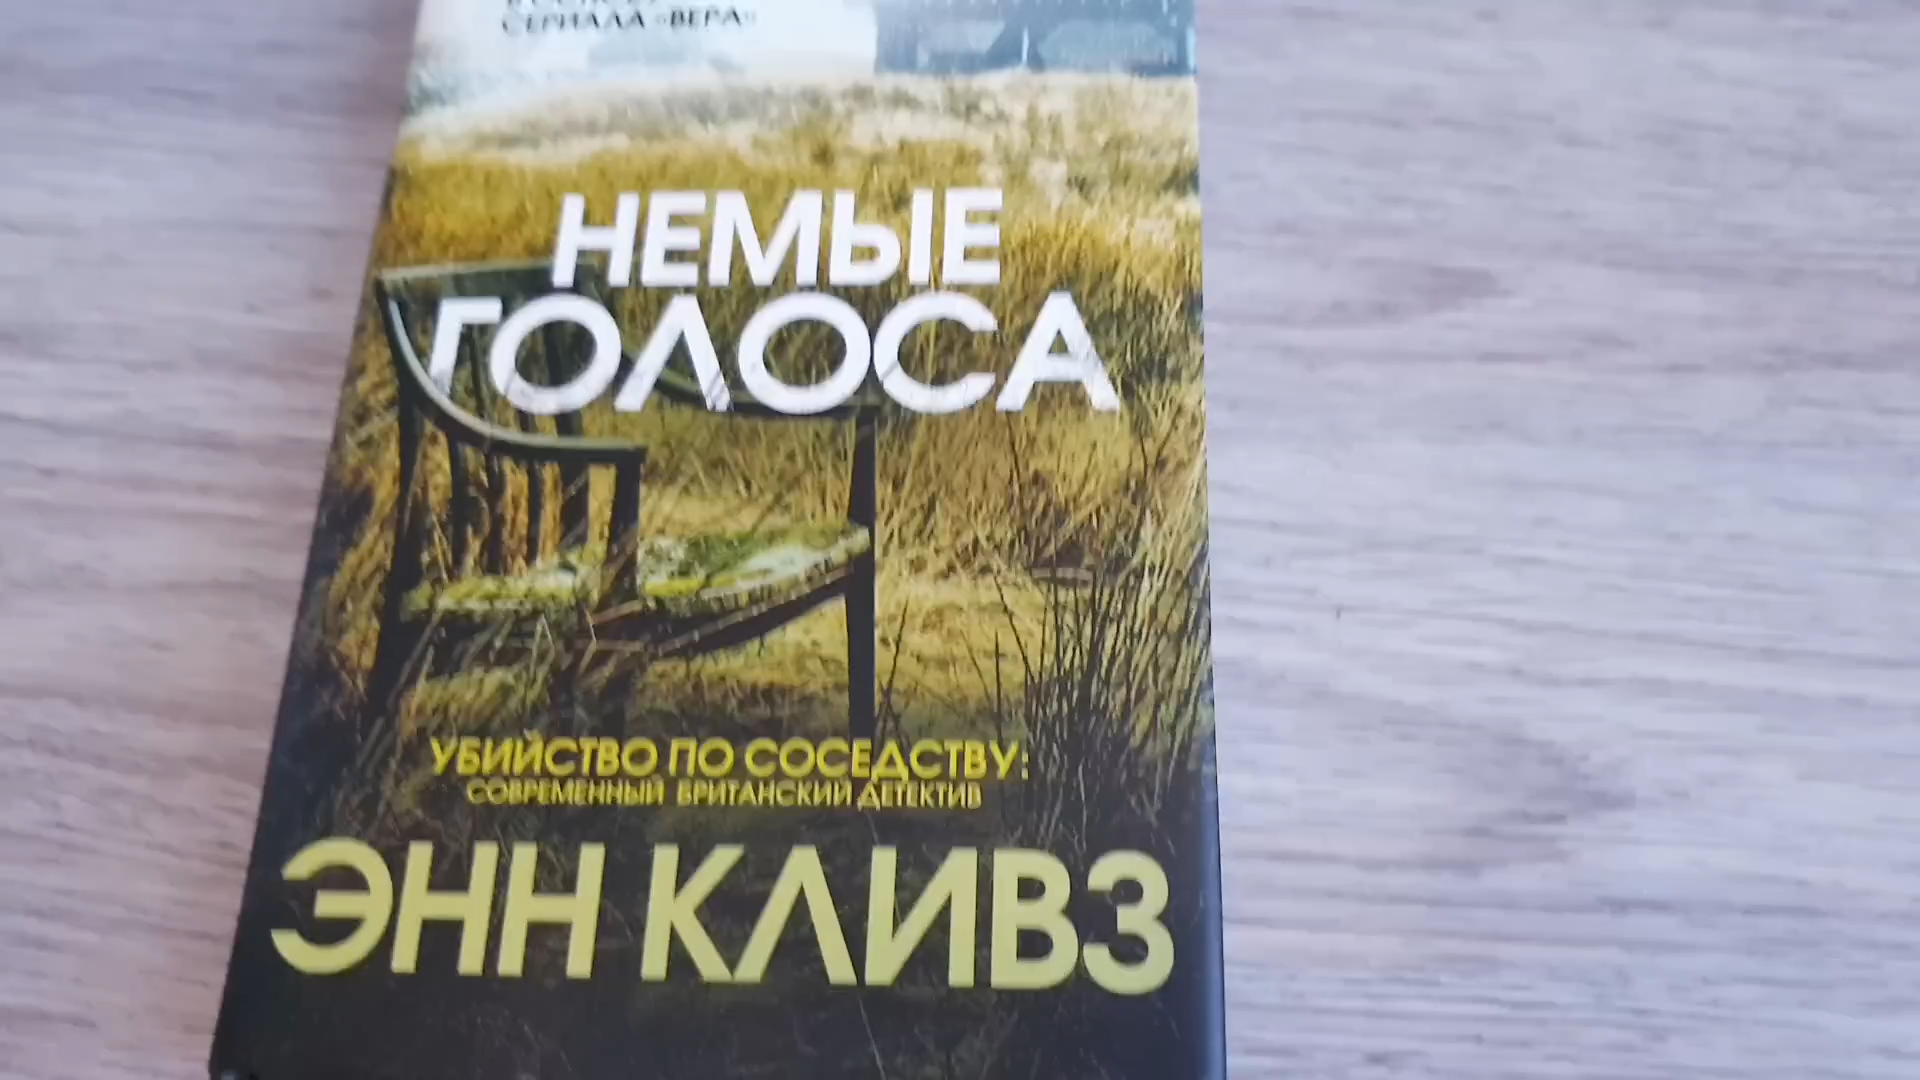 СЕРИАЛА «ВЕРА»
НЕМЫЕ
ГОЛОСА
УБИЙСТВО ПО СОСЕДСТВУ:
СОВРЕМЕННЫЙ БРИТАНСКИЙ ДЕТЕКТИВ
ЭНН КЛИВЗ